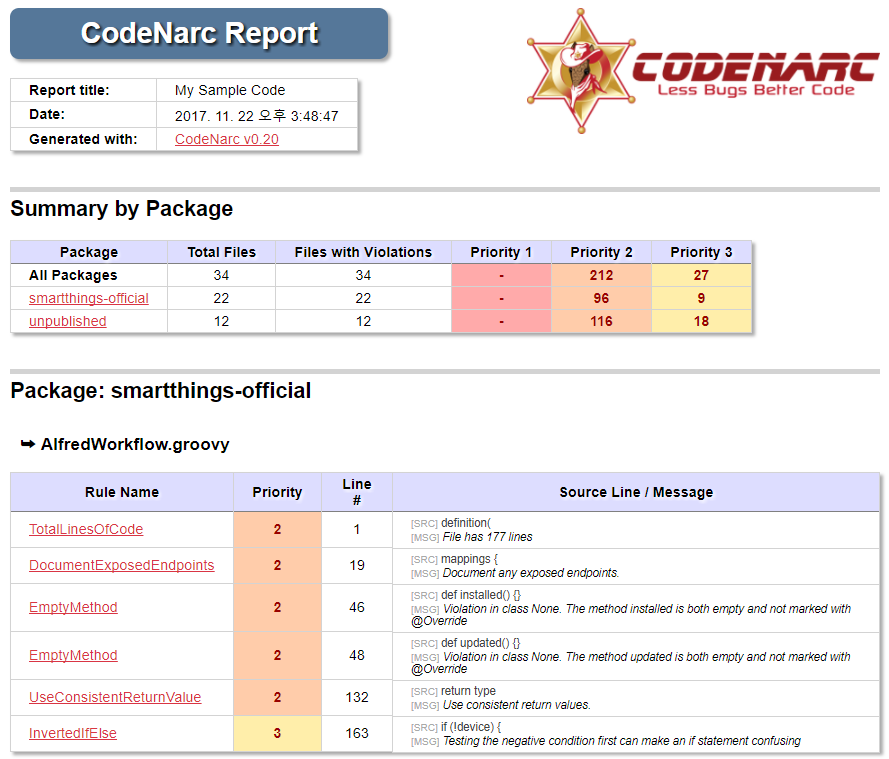 CodeNarc Report
CODENARC
Less Bugs Better Code
Report title: My Sample Code
Date: 2017. 11. 22 오후 3:48:47
Generated with: CodeNarc v0.20
Summary by Package
Package Total Files Files with Violations Priority 1 Priority 2 Priority 3
All Packages 34 34 - 212 27
smartthings-official 22 22 - 96 9
unpublished 12 12 - 116 18
Package: smartthings-official
➥ AlfredWorkflow.groovy
Rule Name Priority Line # Source Line / Message
TotalLinesOfCode 2 1 [SRC] definition(
[MSG] File has 177 lines
DocumentExposedEndpoints 2 19 [SRC] mappings {
[MSG] Document any exposed endpoints.
EmptyMethod 2 46 [SRC] def installed() {}
[MSG] Violation in class None. The method installed is both empty and not marked with
@Override
EmptyMethod 2 48 [SRC] def updated() {}
[MSG] Violation in class None. The method updated is both empty and not marked with
@Override
UseConsistentReturnValue 2 132 [SRC] return type
[MSG] Use consistent return values.
InvertedIfElse 3 163 [SRC] if (!device) {
[MSG] Testing the negative condition first can make an if statement confusing